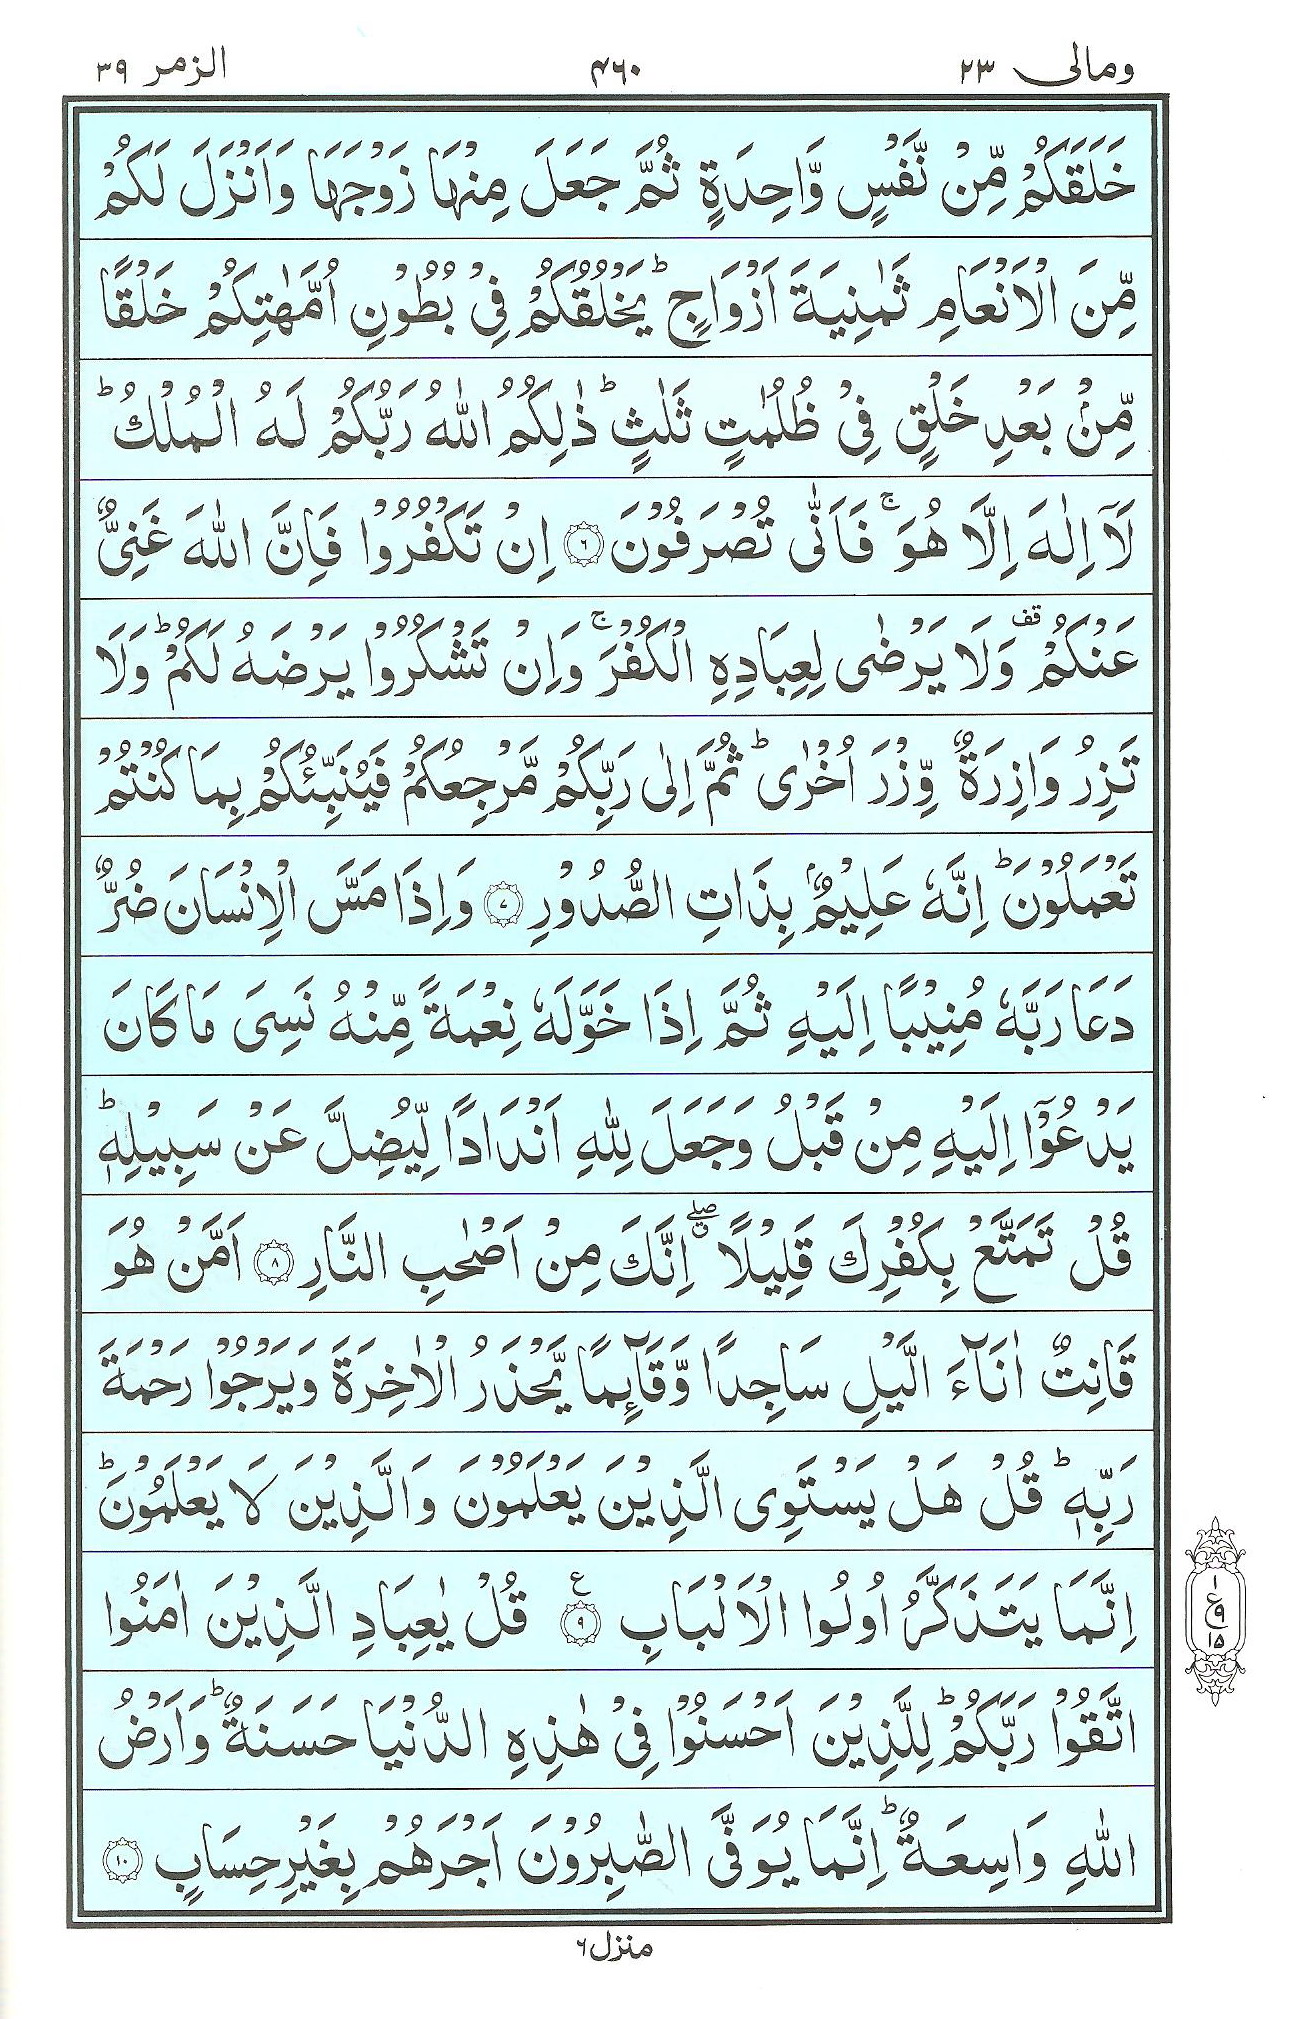 ومالی ٢٣ ٤٦٠ الزمر ٣٩
خَلَقَكُمْ مِّنْ نَّفْسٍ وَّاحِدَةٍ ثُمَّ جَعَلَ مِنْهَا زَوْجَهَا وَاَنْزَلَ لَكُمْ
مِّنَ الْاَنْعَامِ ثَمٰنِيَةَ اَزْوَاجٍ ؕ يَخْلُقُكُمْ فِیْ بُطُوْنِ اُمَّهٰتِكُمْ خَلْقًا
مِّنْۢ بَعْدِ خَلْقٍ فِیْ ظُلُمٰتٍ ثَلٰثٍ ؕ ذٰلِكُمُ اللّٰهُ رَبُّكُمْ لَهُ الْمُلْكُ ؕ
لَاۤ اِلٰهَ اِلَّا هُوَ ۚ فَاَنّٰی تُصْرَفُوْنَ ۝٦ اِنْ تَكْفُرُوْا فَاِنَّ اللّٰهَ غَنِیٌّ
عَنْكُمْ قف وَلَا يَرْضٰی لِعِبَادِهِ الْكُفْرَ ۚ وَاِنْ تَشْكُرُوْا يَرْضَهُ لَكُمْ ؕ وَلَا
تَزِرُ وَازِرَةٌ وِّزْرَ اُخْرٰی ؕ ثُمَّ اِلٰی رَبِّكُمْ مَّرْجِعُكُمْ فَيُنَبِّئُكُمْ بِمَا كُنْتُمْ
تَعْمَلُوْنَ ؕ اِنَّهٗ عَلِيْمٌۢ بِذَاتِ الصُّدُوْرِ ۝٧ وَاِذَا مَسَّ الْاِنْسَانَ ضُرٌّ
دَعَا رَبَّهٗ مُنِيْبًا اِلَيْهِ ثُمَّ اِذَا خَوَّلَهٗ نِعْمَةً مِّنْهُ نَسِیَ مَا كَانَ
يَدْعُوْۤا اِلَيْهِ مِنْ قَبْلُ وَجَعَلَ لِلّٰهِ اَنْدَادًا لِّيُضِلَّ عَنْ سَبِيْلِهٖ ؕ
قُلْ تَمَتَّعْ بِكُفْرِكَ قَلِيْلًا ۖ اِنَّكَ مِنْ اَصْحٰبِ النَّارِ ۝٨ اَمَّنْ هُوَ
قَانِتٌ اٰنَآءَ الَّيْلِ سَاجِدًا وَّقَآئِمًا يَّحْذَرُ الْاٰخِرَةَ وَيَرْجُوْا رَحْمَةَ
رَبِّهٖ ؕ قُلْ هَلْ يَسْتَوِی الَّذِيْنَ يَعْلَمُوْنَ وَالَّذِيْنَ لَا يَعْلَمُوْنَ ؕ
اِنَّمَا يَتَذَكَّرُ اُولُوا الْاَلْبَابِ ۝٩ ع قُلْ يٰعِبَادِ الَّذِيْنَ اٰمَنُوا
اتَّقُوْا رَبَّكُمْ ؕ لِلَّذِيْنَ اَحْسَنُوْا فِیْ هٰذِهِ الدُّنْيَا حَسَنَةٌ ؕ وَاَرْضُ
اللّٰهِ وَاسِعَةٌ ؕ اِنَّمَا يُوَفَّی الصّٰبِرُوْنَ اَجْرَهُمْ بِغَيْرِ حِسَابٍ ۝١٠
١
ع ٩
١٥
منزل ٦